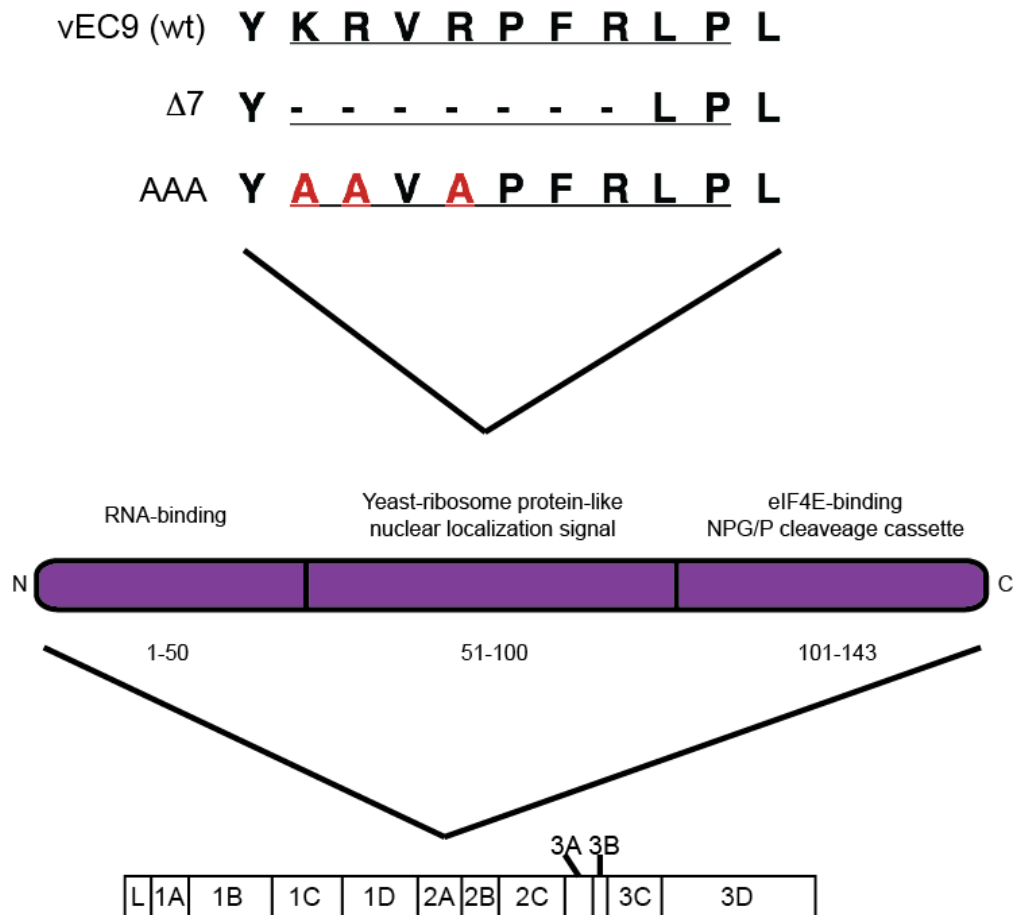 vEC9 (wt) Y K R V R P F R L P L
Δ7 Y - - - - - - - L P L
AAA Y A A V A P F R L P L
RNA-binding
Yeast-ribosome protein-like
nuclear localization signal
eIF4E-binding
NPG/P cleaveage cassette
N C
1-50 51-100 101-143
3A 3B
L 1A 1B 1C 1D 2A 2B 2C 3C 3D